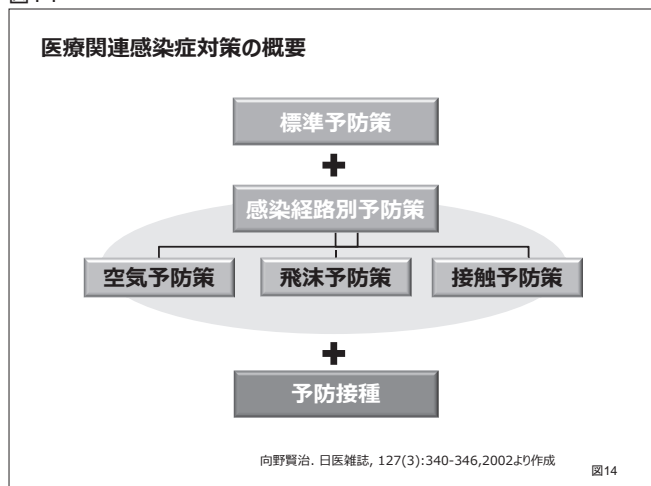 医療関連感染症対策の概要
標準予防策
+
感染経路別予防策
空気予防策 飛沫予防策 接触予防策
+
予防接種
向野賢治. 日医雑誌, 127(3):340-346,2002より作成
図14